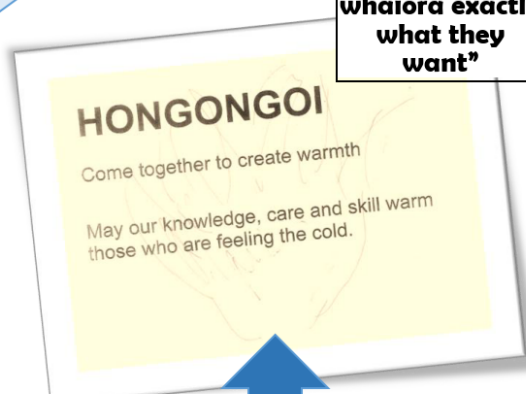 whaiora exactly
what they
want”
HONGONGOI
Come together to create warmth
May our knowledge, care and skill warm
those who are feeling the cold.